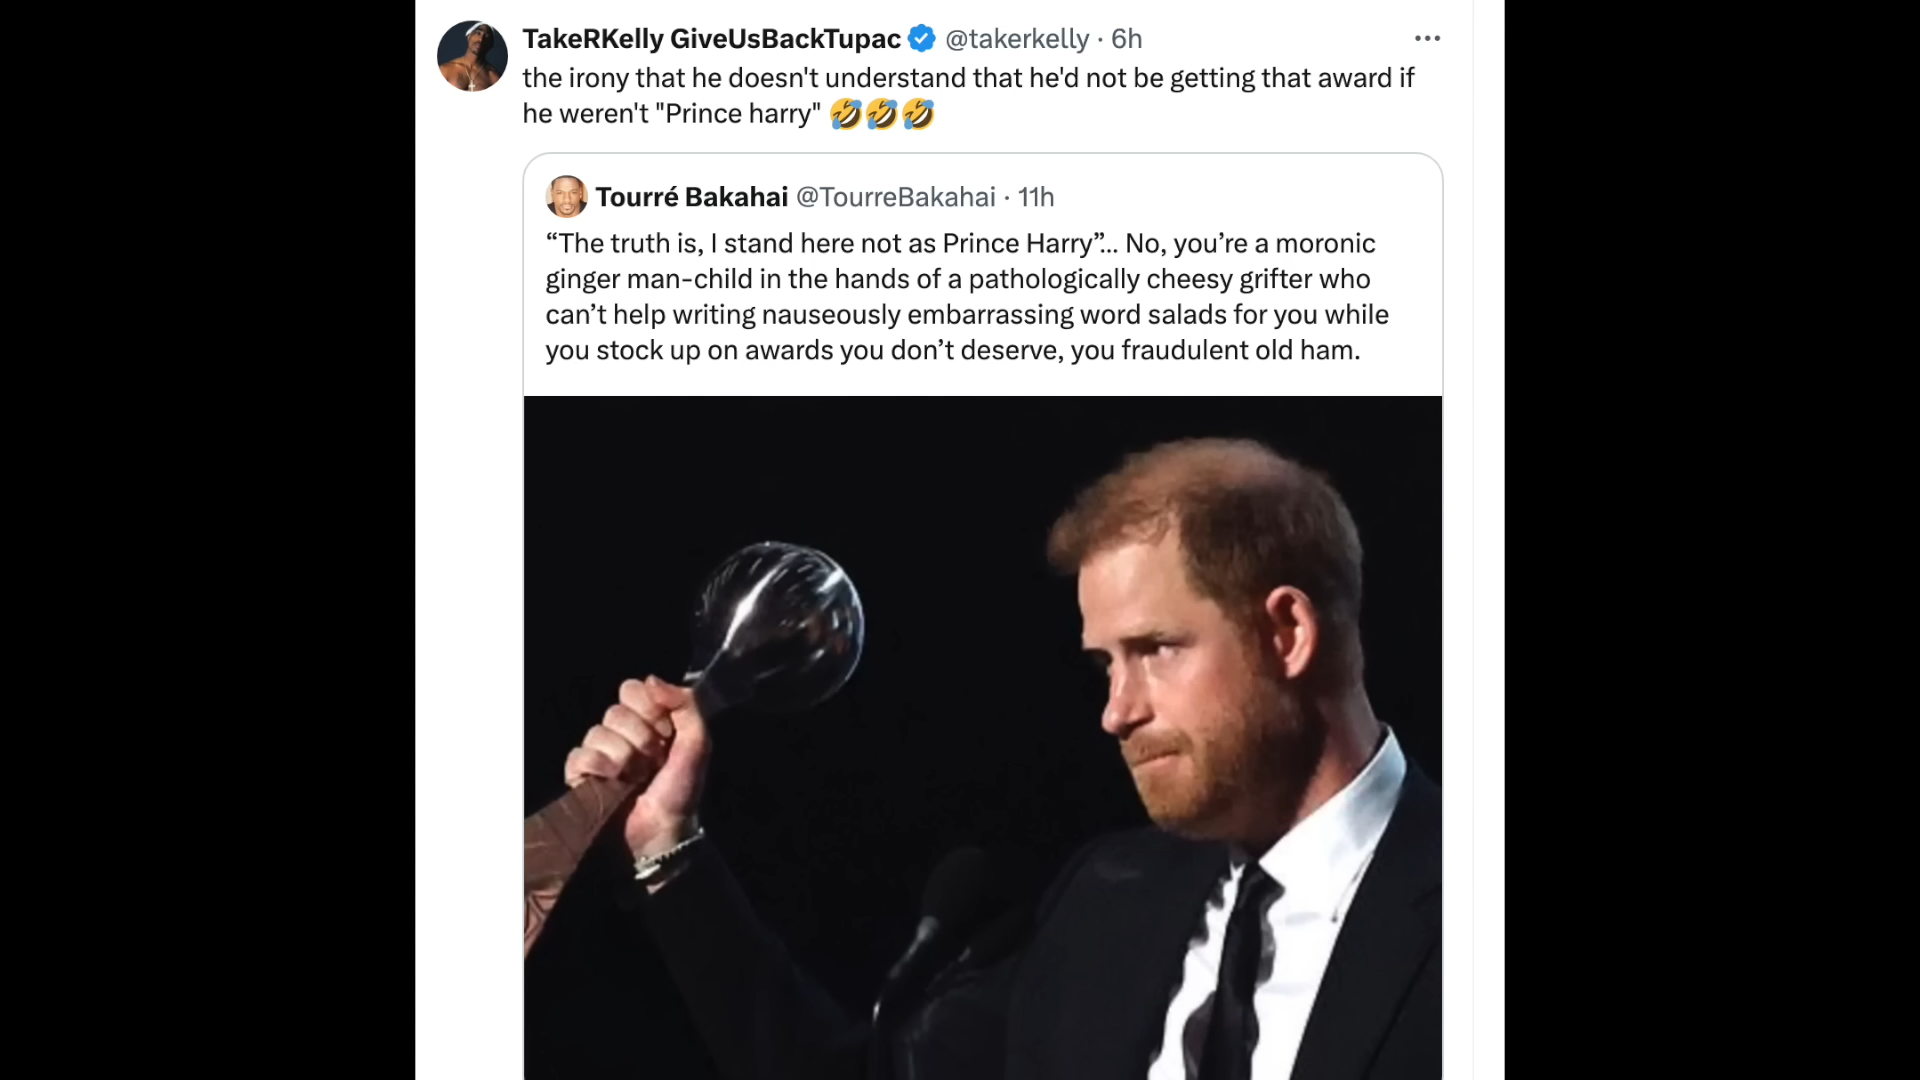 TakeRKelly GiveUsBackTupac @takerkelly · 6h
the irony that he doesn't understand that he'd not be getting that award if
he weren't "Prince harry" 🤣🤣🤣
Tourré Bakahai @TourreBakahai · 11h
“The truth is, I stand here not as Prince Harry”... No, you’re a moronic
ginger man-child in the hands of a pathologically cheesy grifter who
can’t help writing nauseously embarrassing word salads for you while
you stock up on awards you don’t deserve, you fraudulent old ham.